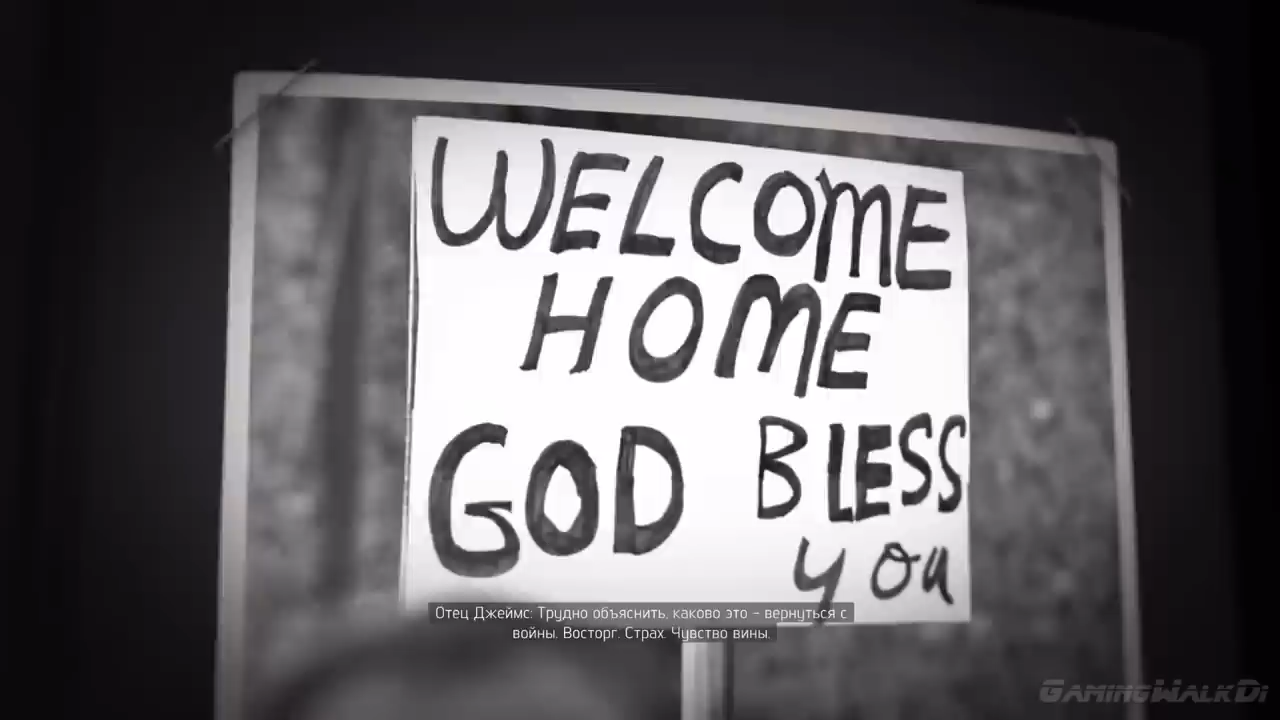 WELCOME
HOME
GOD BLESS
you
Отец Джеймс: Трудно объяснить, каково это - вернуться с
войны. Восторг. Страх. Чувство вины.
GAMINGWALKDI